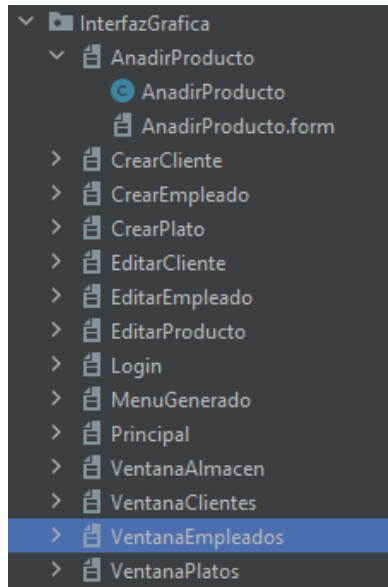 InterfazGrafica
AnadirProducto
AnadirProducto
AnadirProducto.form
CrearCliente
CrearEmpleado
CrearPlato
EditarCliente
EditarEmpleado
EditarProducto
Login
MenuGenerado
Principal
VentanaAlmacen
VentanaClientes
VentanaEmpleados
VentanaPlatos